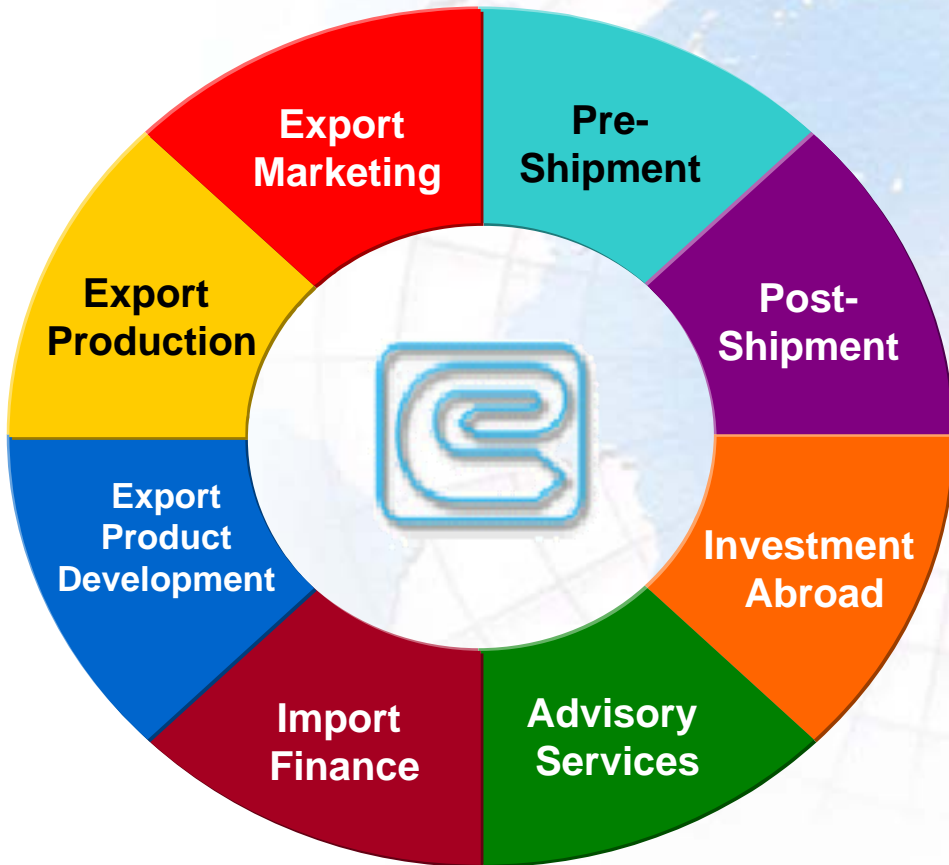 Export
Marketing
Pre-
Shipment
Post-
Shipment
Investment
Abroad
Advisory
Services
Import
Finance
Export
Product
Development
Export
Production